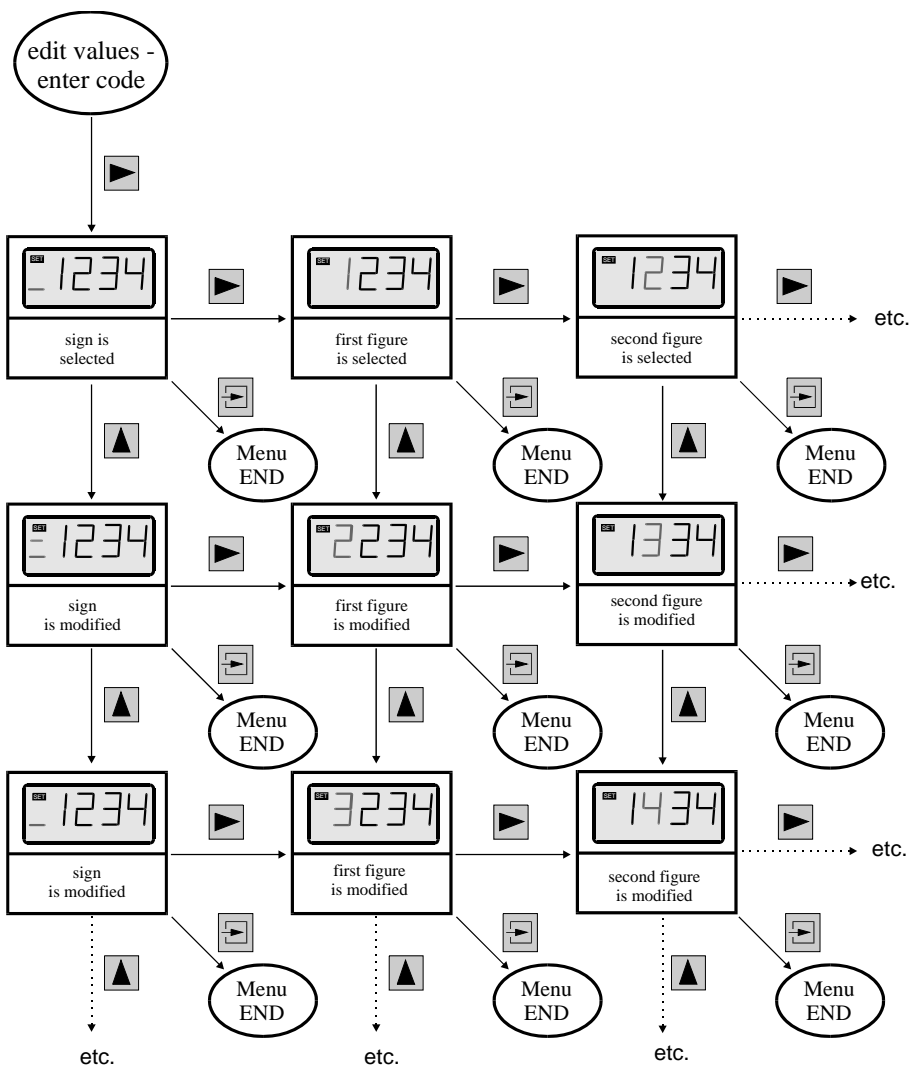 edit values -
enter code
SET _ 1234
sign is
selected
SET 1234
first figure
is selected
SET 1234
second figure
is selected
etc.
Menu
END
Menu
END
Menu
END
SET 1234
sign
is modified
SET 2234
first figure
is modified
SET 1334
second figure
is modified
etc.
Menu
END
Menu
END
Menu
END
SET _ 1234
sign
is modified
SET 3234
first figure
is modified
SET 1434
second figure
is modified
etc.
Menu
END
Menu
END
Menu
END
etc.
etc.
etc.